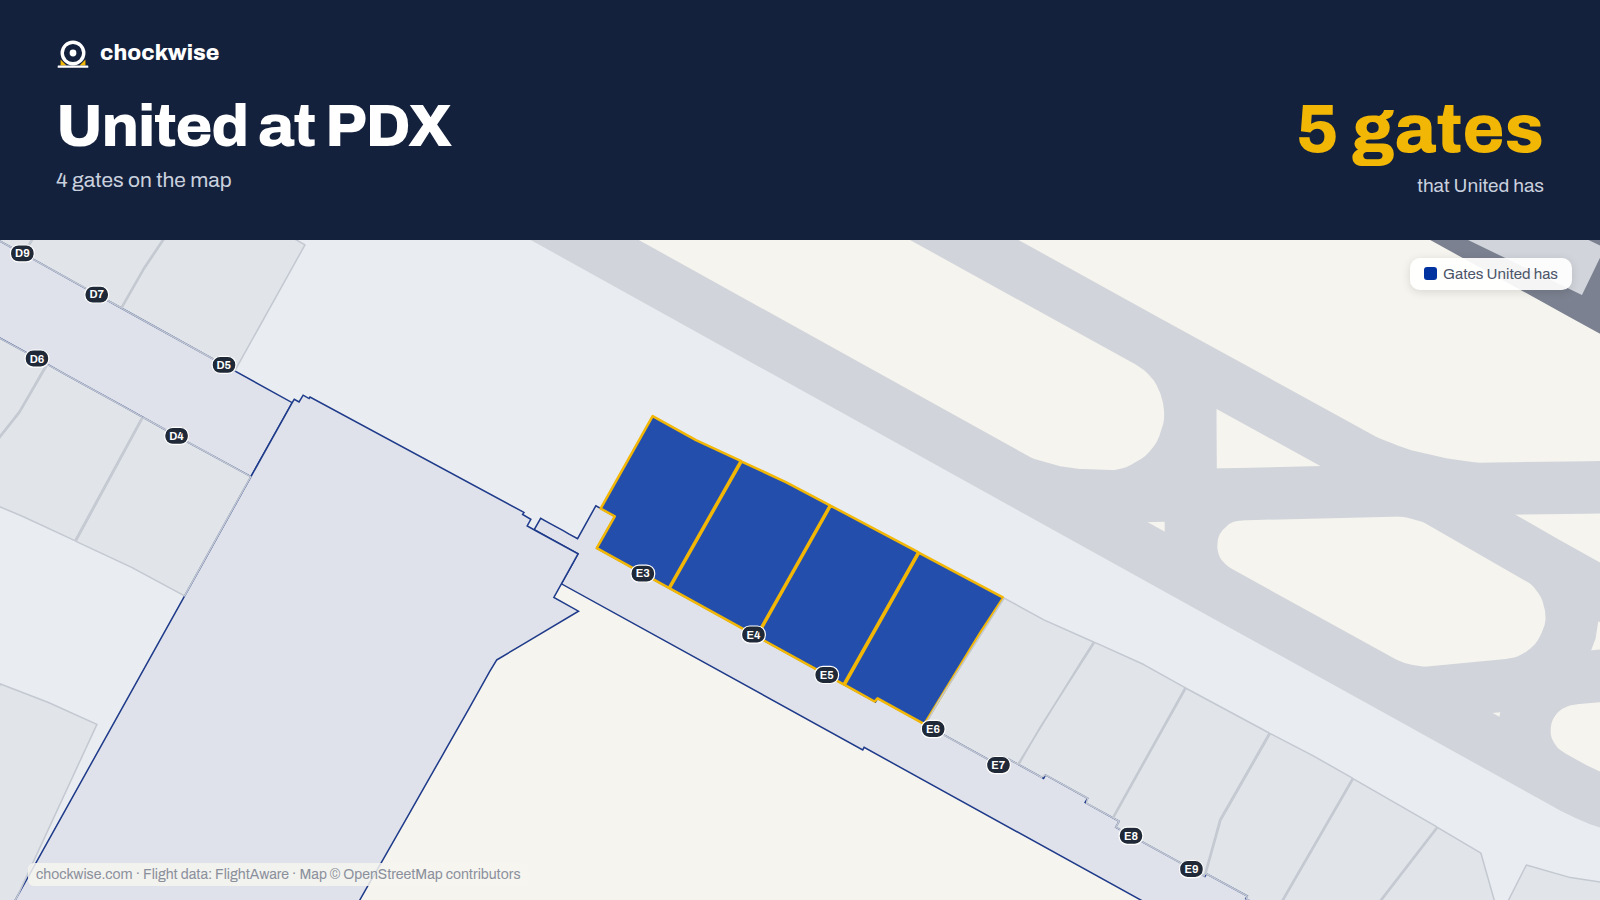 chockwise
United at PDX
4 gates on the map
5 gates
that United has
Gates United has
D9
D7
D6
D5
D4
E3
E4
E5
E6
E7
E8
E9
chockwise.com · Flight data: FlightAware · Map © OpenStreetMap contributors